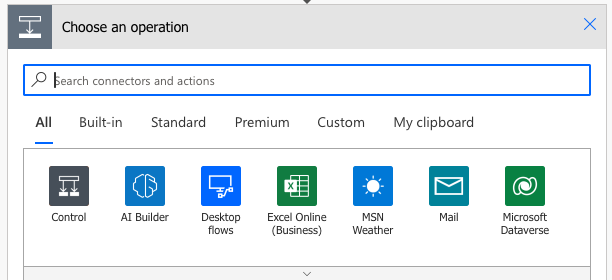 Choose an operation
Search connectors and actions
All Built-in Standard Premium Custom My clipboard
Control AI Builder Desktop flows Excel Online (Business) MSN Weather Mail Microsoft Dataverse